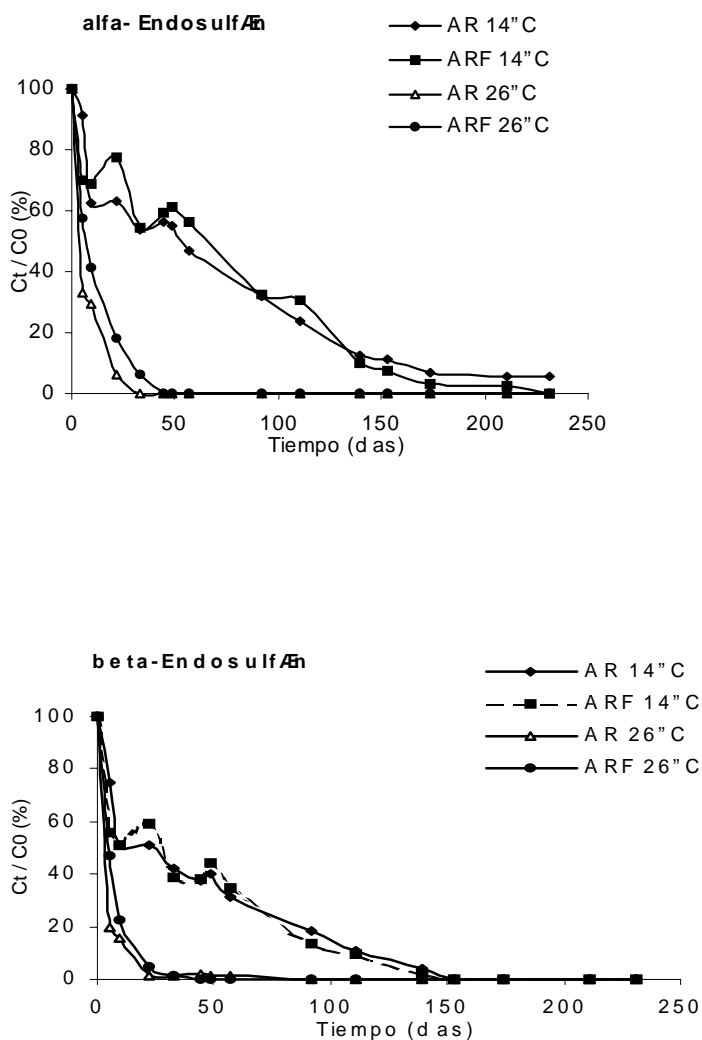 alfa- EndosulfÆn
AR 14”C
ARF 14”C
AR 26”C
ARF 26”C
100
80
60
40
20
0
Ct / C0 (%)
0 50 100 150 200 250
Tiempo (d as)
beta-EndosulfÆn
AR 14”C
ARF 14”C
AR 26”C
ARF 26”C
100
80
60
40
20
0
Ct / C0 (%)
0 50 100 150 200 250
Tiempo (d as)